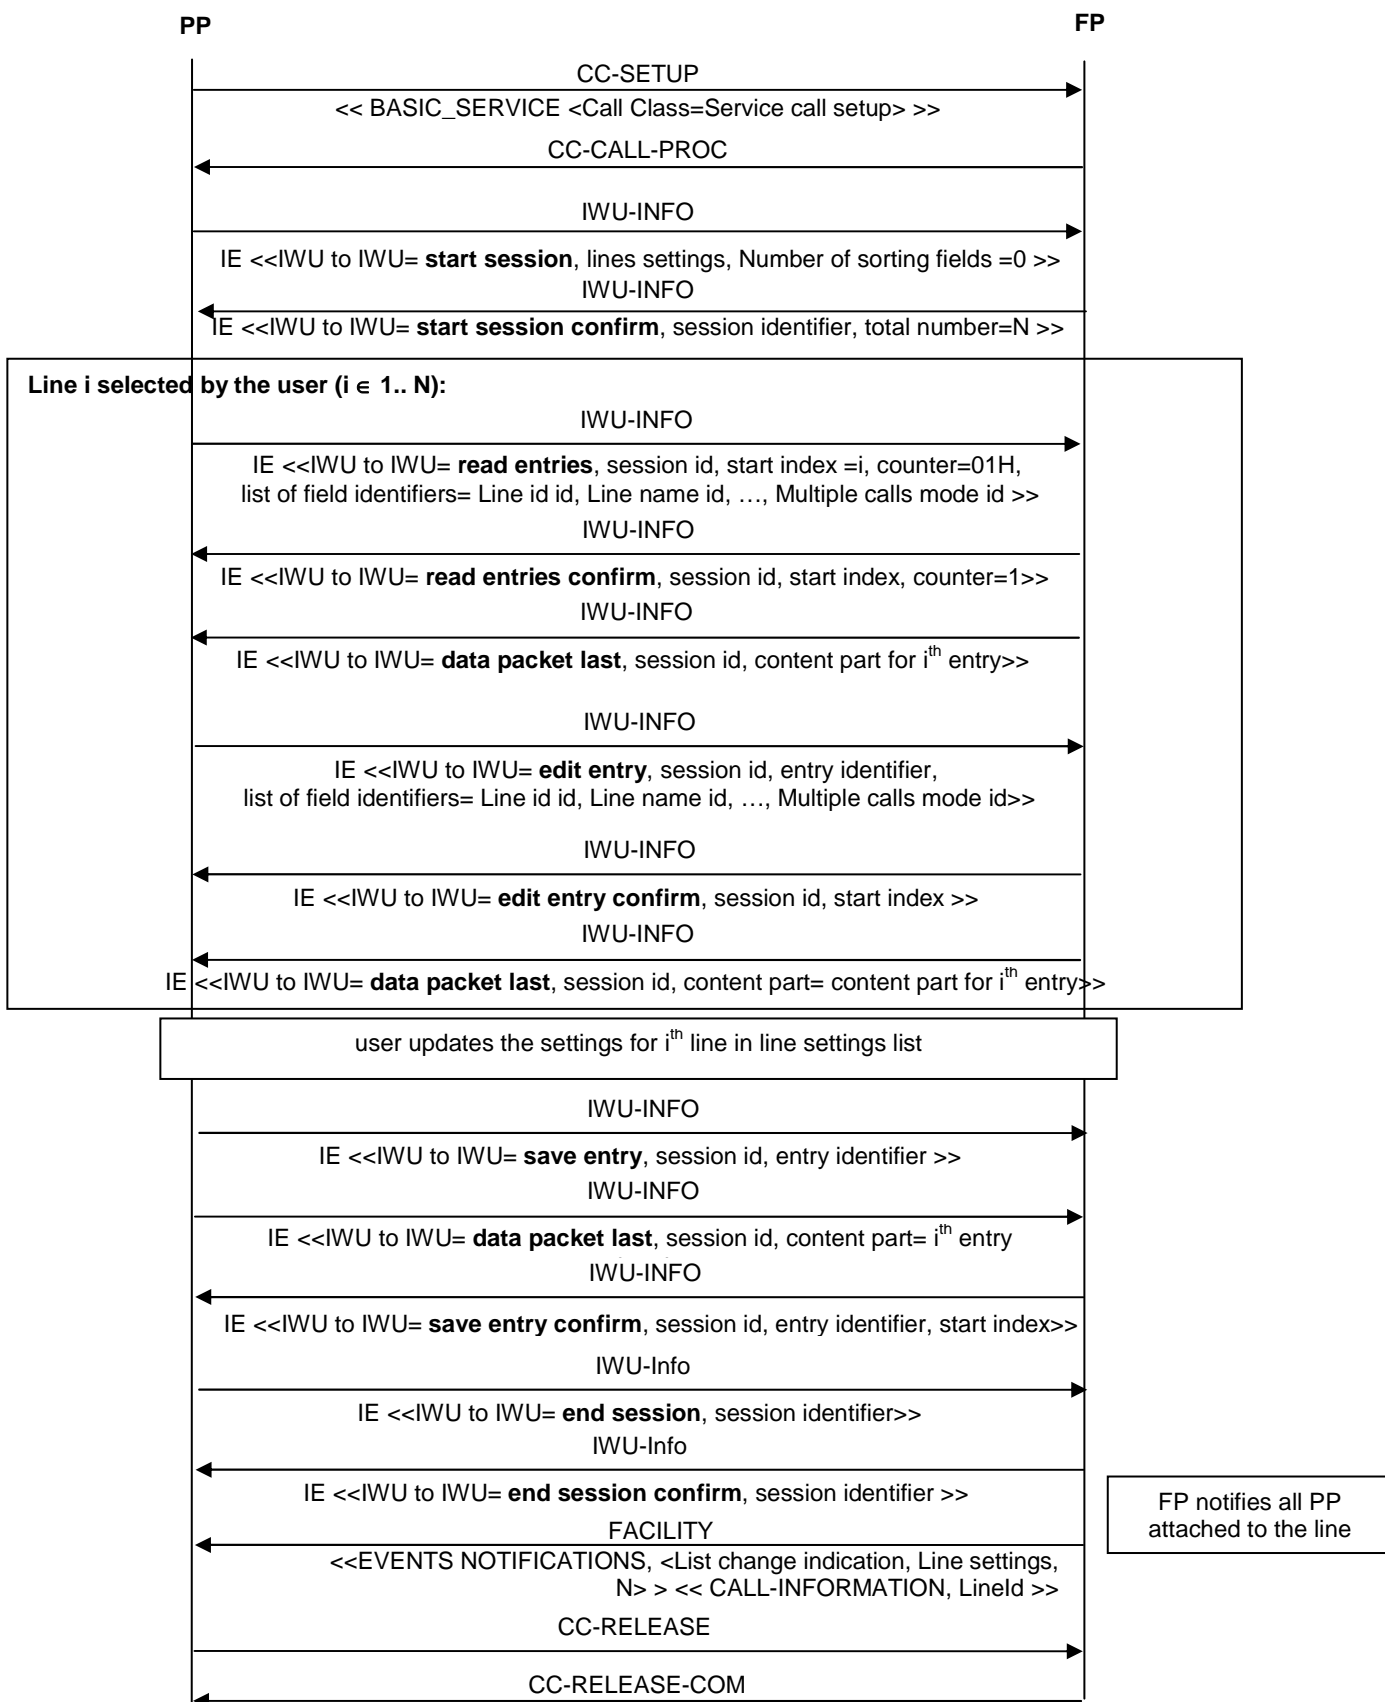 PP
FP
CC-SETUP
<< BASIC_SERVICE <Call Class=Service call setup> >>
CC-CALL-PROC
IWU-INFO
IE <<IWU to IWU= start session, lines settings, Number of sorting fields =0 >>
IWU-INFO
IE <<IWU to IWU= start session confirm, session identifier, total number=N >>
Line i selected by the user (i ∈ 1.. N):
IWU-INFO
IE <<IWU to IWU= read entries, session id, start index =i, counter=01H,
list of field identifiers= Line id id, Line name id, …, Multiple calls mode id >>
IWU-INFO
IE <<IWU to IWU= read entries confirm, session id, start index, counter=1>>
IWU-INFO
IE <<IWU to IWU= data packet last, session id, content part for ith entry>>
IWU-INFO
IE <<IWU to IWU= edit entry, session id, entry identifier,
list of field identifiers= Line id id, Line name id, …, Multiple calls mode id>>
IWU-INFO
IE <<IWU to IWU= edit entry confirm, session id, start index >>
IWU-INFO
IE <<IWU to IWU= data packet last, session id, content part= content part for ith entry>>
user updates the settings for ith line in line settings list
IWU-INFO
IE <<IWU to IWU= save entry, session id, entry identifier >>
IWU-INFO
IE <<IWU to IWU= data packet last, session id, content part= ith entry
IWU-INFO
IE <<IWU to IWU= save entry confirm, session id, entry identifier, start index>>
IWU-Info
IE <<IWU to IWU= end session, session identifier>>
IWU-Info
IE <<IWU to IWU= end session confirm, session identifier >>
FP notifies all PP
attached to the line
FACILITY
<<EVENTS NOTIFICATIONS, <List change indication, Line settings,
N> > << CALL-INFORMATION, LineId >>
CC-RELEASE
CC-RELEASE-COM